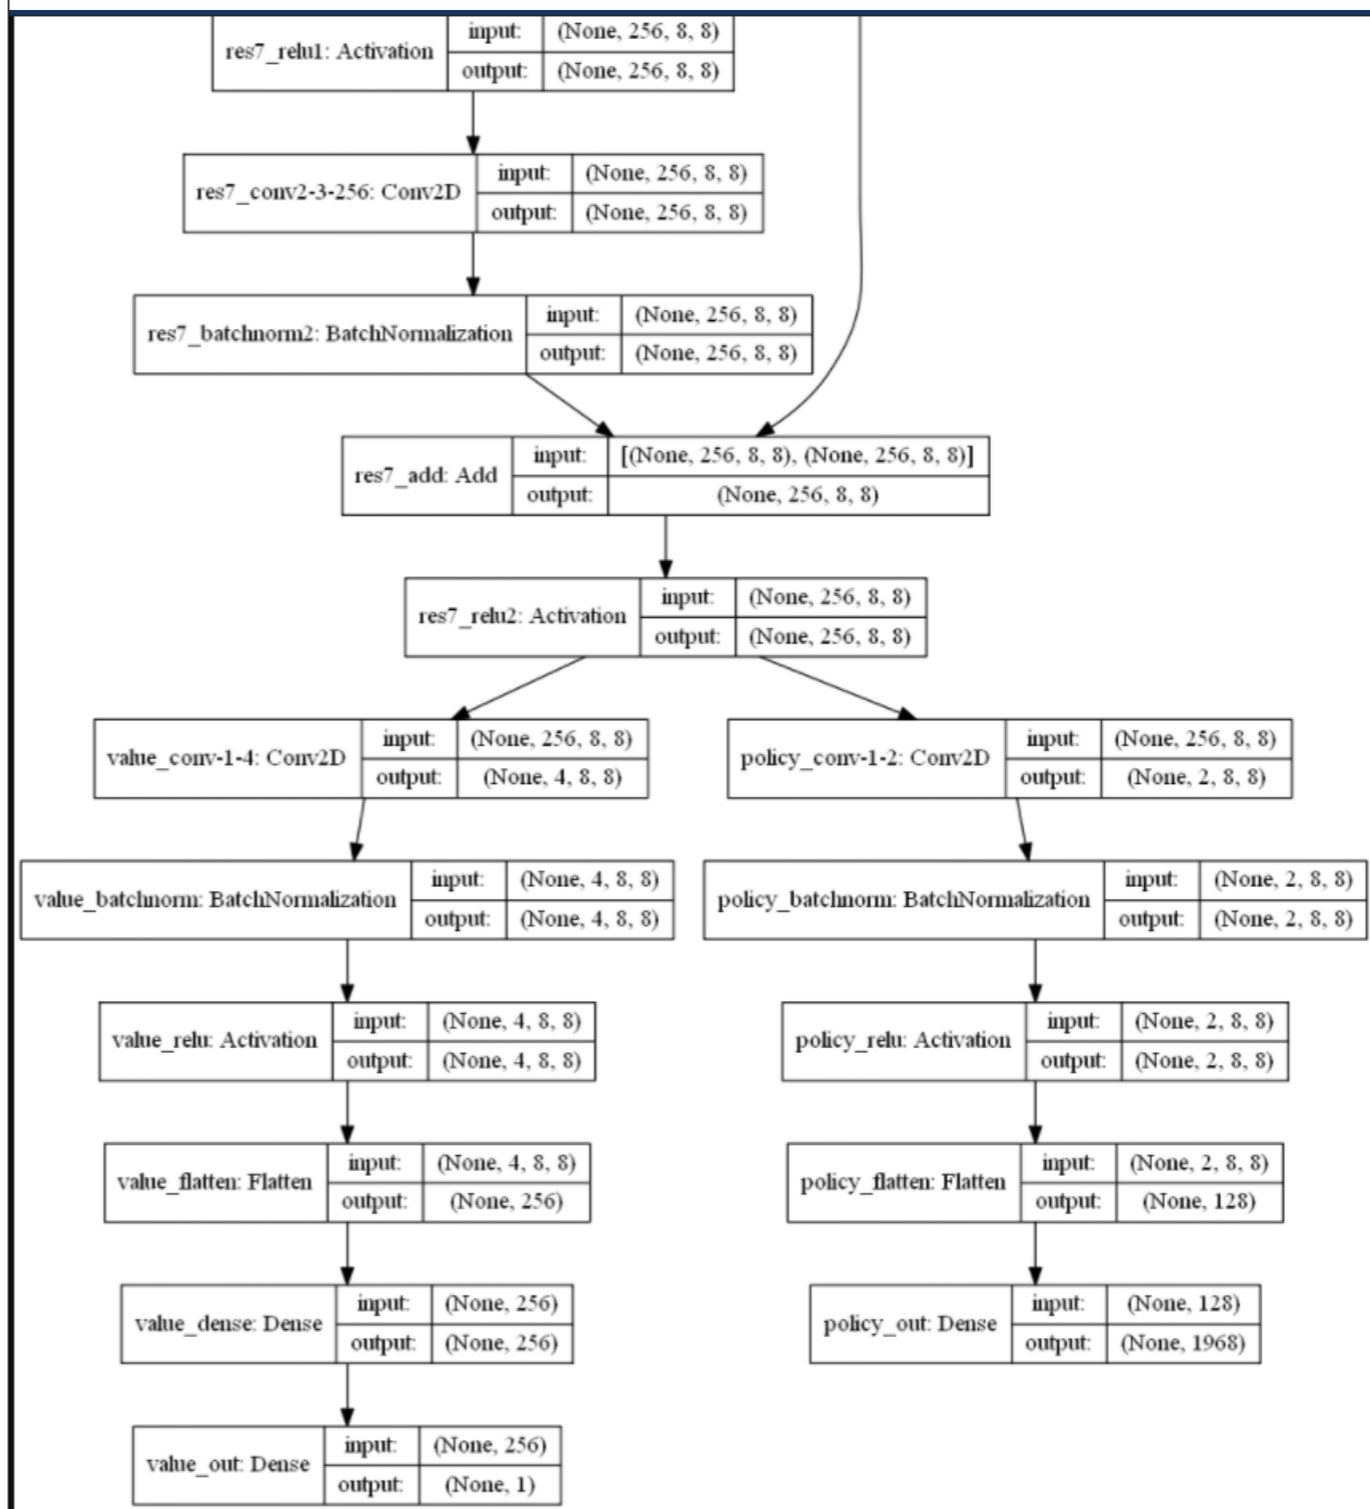 res7_relu1: Activation
input: (None, 256, 8, 8)
output: (None, 256, 8, 8)
res7_conv2-3-256: Conv2D
input: (None, 256, 8, 8)
output: (None, 256, 8, 8)
res7_batchnorm2: BatchNormalization
input: (None, 256, 8, 8)
output: (None, 256, 8, 8)
res7_add: Add
input: [(None, 256, 8, 8), (None, 256, 8, 8)]
output: (None, 256, 8, 8)
res7_relu2: Activation
input: (None, 256, 8, 8)
output: (None, 256, 8, 8)
value_conv-1-4: Conv2D
input: (None, 256, 8, 8)
output: (None, 4, 8, 8)
policy_conv-1-2: Conv2D
input: (None, 256, 8, 8)
output: (None, 2, 8, 8)
value_batchnorm: BatchNormalization
input: (None, 4, 8, 8)
output: (None, 4, 8, 8)
policy_batchnorm: BatchNormalization
input: (None, 2, 8, 8)
output: (None, 2, 8, 8)
value_relu: Activation
input: (None, 4, 8, 8)
output: (None, 4, 8, 8)
policy_relu: Activation
input: (None, 2, 8, 8)
output: (None, 2, 8, 8)
value_flatten: Flatten
input: (None, 4, 8, 8)
output: (None, 256)
policy_flatten: Flatten
input: (None, 2, 8, 8)
output: (None, 128)
value_dense: Dense
input: (None, 256)
output: (None, 256)
policy_out: Dense
input: (None, 128)
output: (None, 1968)
value_out: Dense
input: (None, 256)
output: (None, 1)